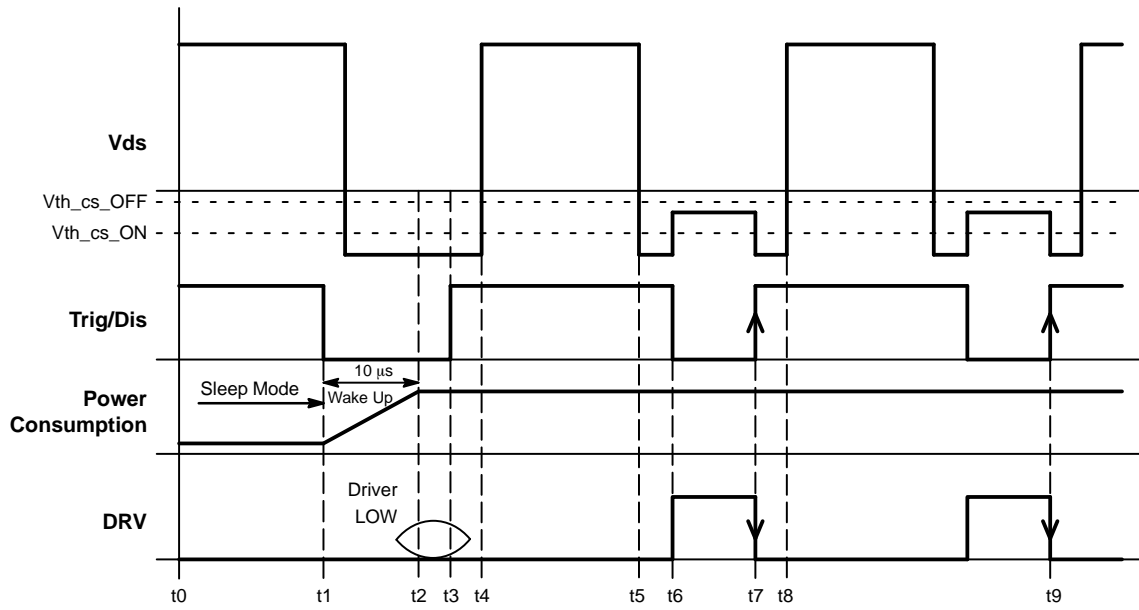 Vds
Vth_cs_OFF
Vth_cs_ON
Trig/Dis
10 μs
Sleep Mode
Wake Up
Power
Consumption
Driver
LOW
DRV
t0 t1 t2 t3 t4 t5 t6 t7 t8 t9